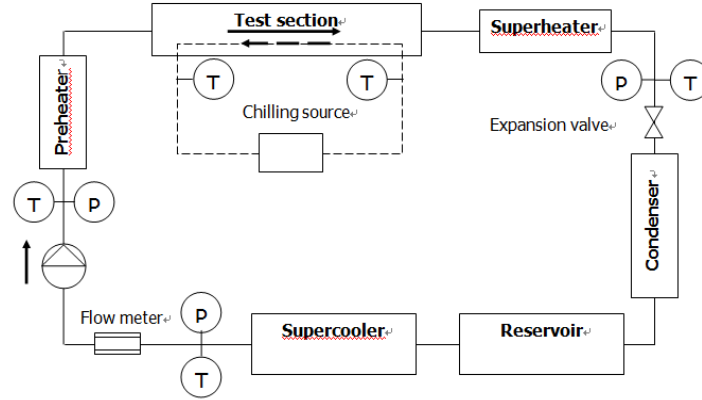 Test section
Superheater
T
T
P
T
Preheater
Chilling source
Expansion valve
Condenser
T
P
Flow meter
P
Supercooler
Reservoir
T